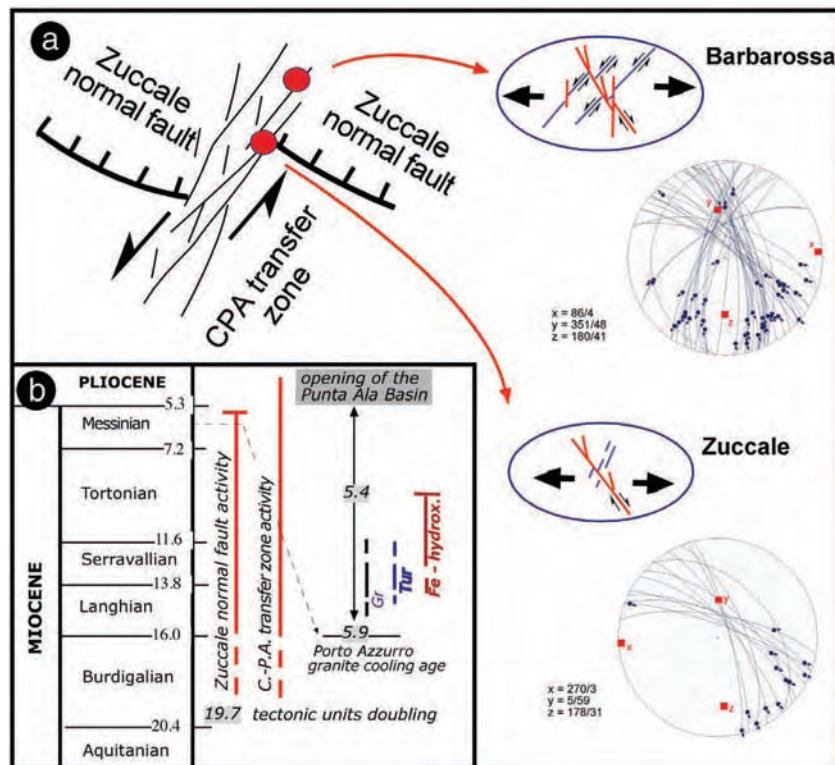 a
Zuccale
normal fault
Zuccale
normal fault
CPA transfer
zone
Barbarossa
y
x
z
x = 86/4
y = 351/48
z = 180/41
Zuccale
y
x
z
x = 270/3
y = 5/59
z = 178/31
b
PLIOCENE
MIOCENE
Messinian
Tortonian
Serravallian
Langhian
Burdigalian
Aquitanian
5.3
7.2
11.6
13.8
16.0
20.4
Zuccale normal fault activity
C.-P.A. transfer zone activity
opening of the
Punta Ala Basin
5.4
Gr
Tur
Fe - hydrox.
5.9
Porto Azzurro
granite cooling age
19.7 tectonic units doubling